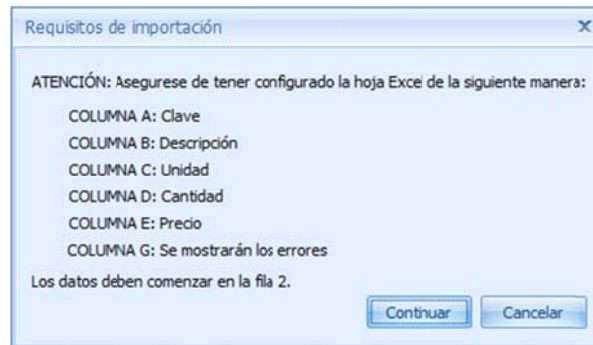 Requisitos de importación
ATENCIÓN: Asegurese de tener configurado la hoja Excel de la siguiente manera:
COLUMNA A: Clave
COLUMNA B: Descripción
COLUMNA C: Unidad
COLUMNA D: Cantidad
COLUMNA E: Precio
COLUMNA G: Se mostrarán los errores
Los datos deben comenzar en la fila 2.
Continuar Cancelar